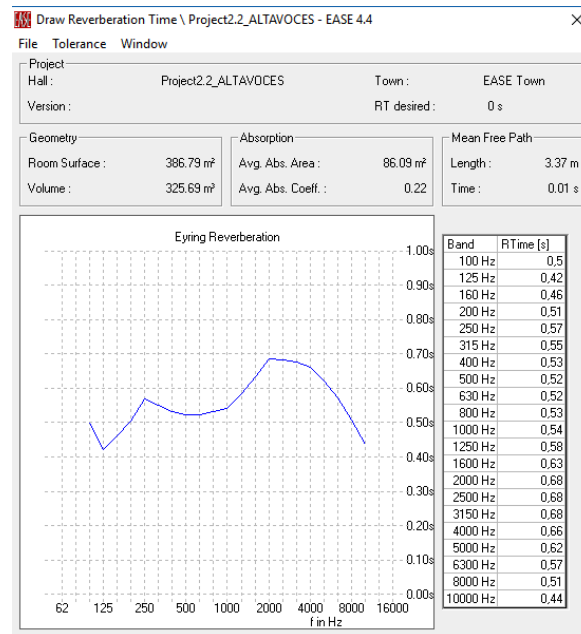 Draw Reverberation Time \ Project2.2_ALTAVOCES - EASE 4.4
File Tolerance Window
Project
Hall : Project2.2_ALTAVOCES Town : EASE Town
Version : RT desired : 0 s
Geometry
Room Surface : 386.79 m²
Volume : 325.69 m³
Absorption
Avg. Abs. Area : 86.09 m²
Avg. Abs. Coeff. : 0.22
Mean Free Path
Length : 3.37 m
Time : 0.01 s
Eyring Reverberation
1.00s
0.90s
0.80s
0.70s
0.60s
0.50s
0.40s
0.30s
0.20s
0.10s
0.00s
62 125 250 500 1000 2000 4000 8000 16000
f in Hz
Band RTime [s]
100 Hz 0,5
125 Hz 0,42
160 Hz 0,46
200 Hz 0,51
250 Hz 0,57
315 Hz 0,55
400 Hz 0,53
500 Hz 0,52
630 Hz 0,52
800 Hz 0,53
1000 Hz 0,54
1250 Hz 0,58
1600 Hz 0,63
2000 Hz 0,68
2500 Hz 0,68
3150 Hz 0,68
4000 Hz 0,66
5000 Hz 0,62
6300 Hz 0,57
8000 Hz 0,51
10000 Hz 0,44